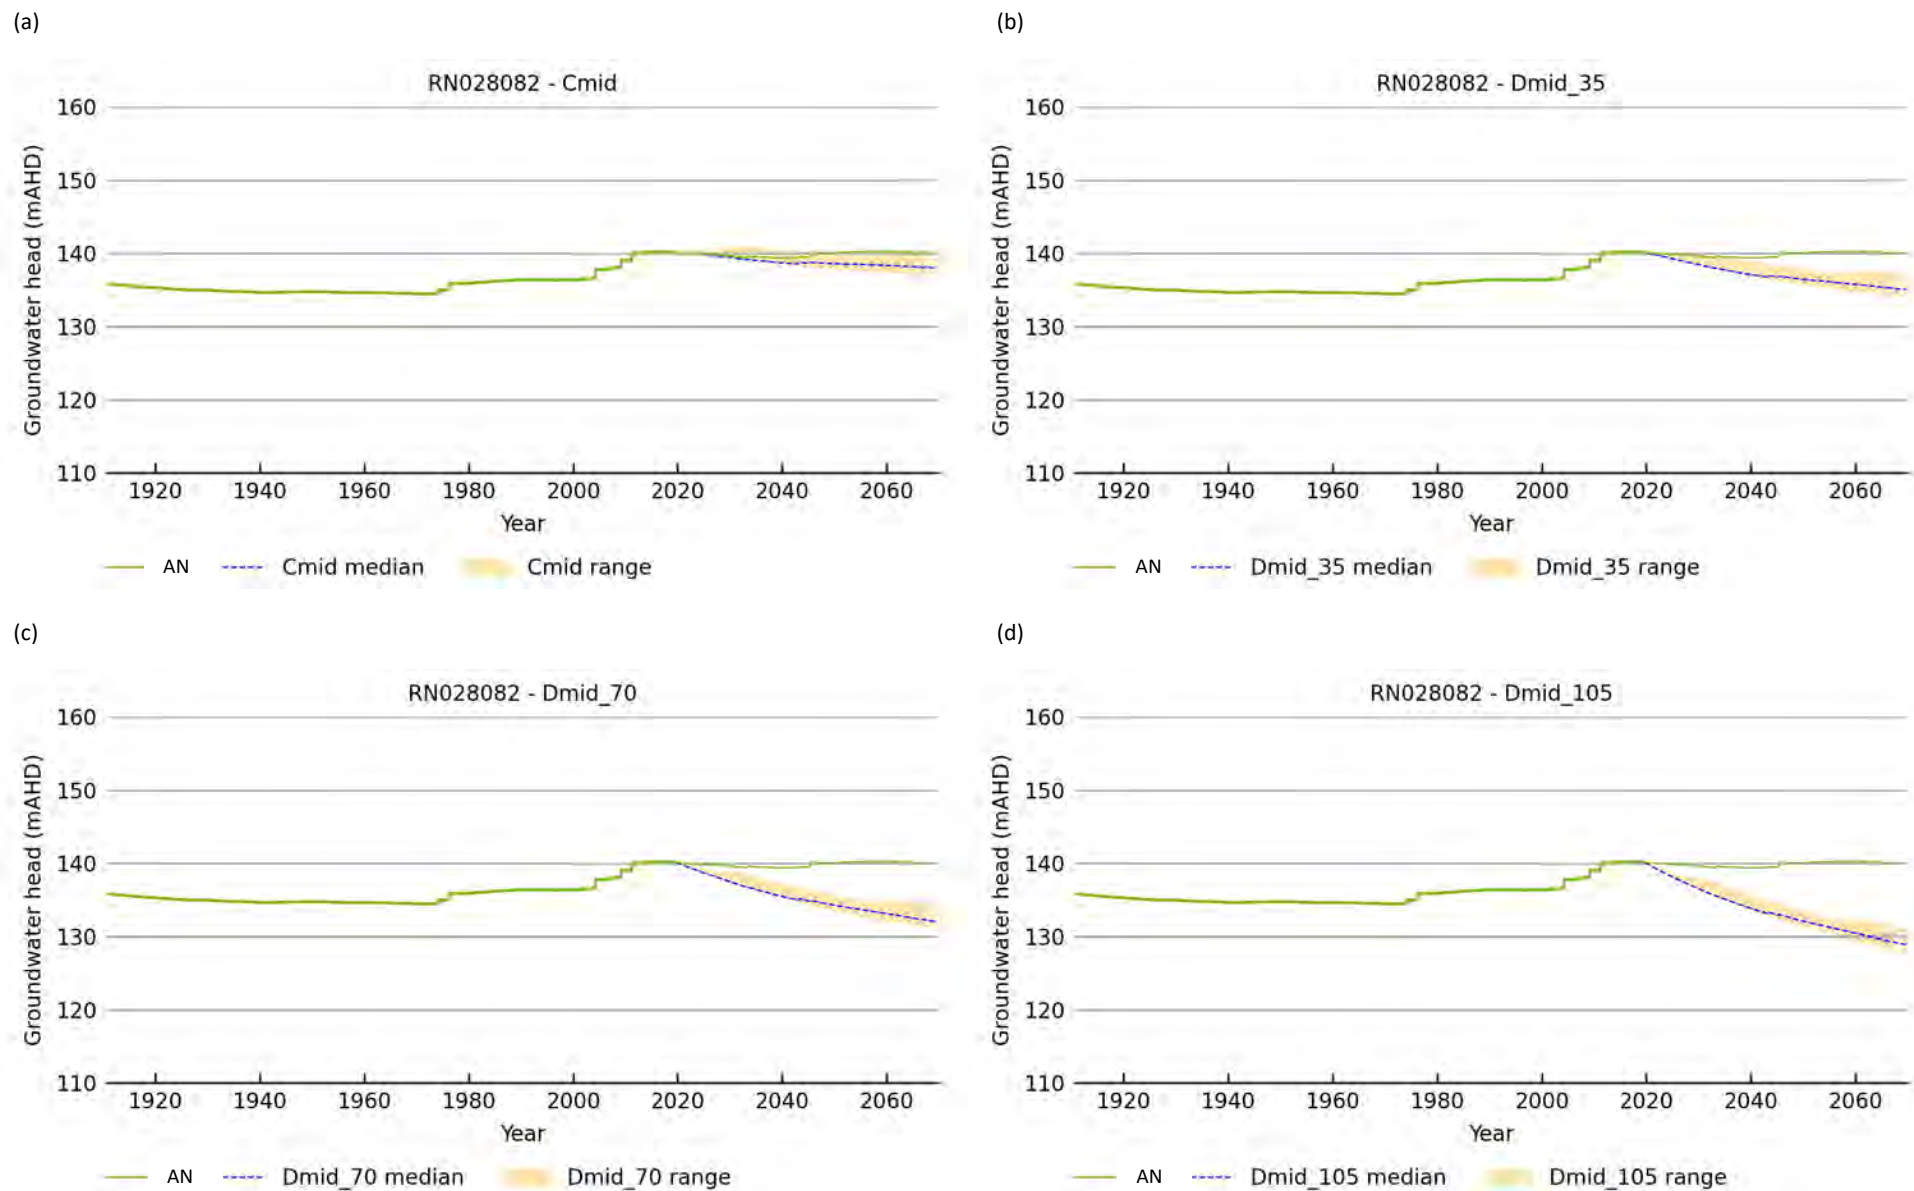 (a)
RN028082 - Cmid
160
150
140
130
120
110
Groundwater head (mAHD)
1920 1940 1960 1980 2000 2020 2040 2060
Year
AN Cmid median Cmid range
(b)
RN028082 - Dmid_35
160
150
140
130
120
110
Groundwater head (mAHD)
1920 1940 1960 1980 2000 2020 2040 2060
Year
AN Dmid_35 median Dmid_35 range
(c)
RN028082 - Dmid_70
160
150
140
130
120
110
Groundwater head (mAHD)
1920 1940 1960 1980 2000 2020 2040 2060
Year
AN Dmid_70 median Dmid_70 range
(d)
RN028082 - Dmid_105
160
150
140
130
120
110
Groundwater head (mAHD)
1920 1940 1960 1980 2000 2020 2040 2060
Year
AN Dmid_105 median Dmid_105 range